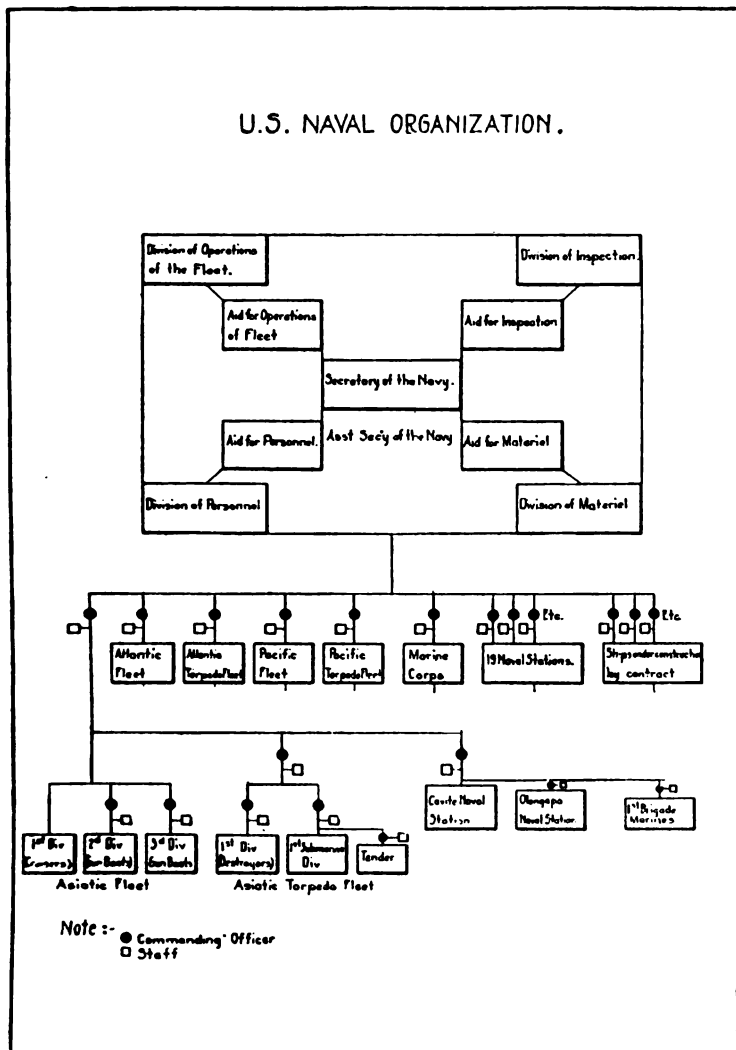 U.S. NAVAL ORGANIZATION.
Division of Operations
of the Fleet.
Division of Inspection.
Aid for Operations
of Fleet
Aid for Inspection
Secretary of the Navy.
Aid for Personnel.
Asst Sec'y of the Navy
Aid for Materiel
Division of Personnel
Division of Materiel
Etc.
Etc
Atlantic
Fleet
Atlantic
Torpedo Fleet
Pacific
Fleet
Pacific
Torpedo Fleet
Marine
Corps
19 Naval Stations.
Ships under construction
by contract
1st Div
(Cruisers)
2nd Div
(Gun Boats)
3rd Div
(Gun Boats
Asiatic Fleet
1st Div
(Destroyers)
1st Submarine
Div
Tender
Asiatic Torpedo Fleet
Cavite Naval
Station
Olongapo
Naval Station
1st Brigade
Marines
Note :-
Commanding Officer
Staff